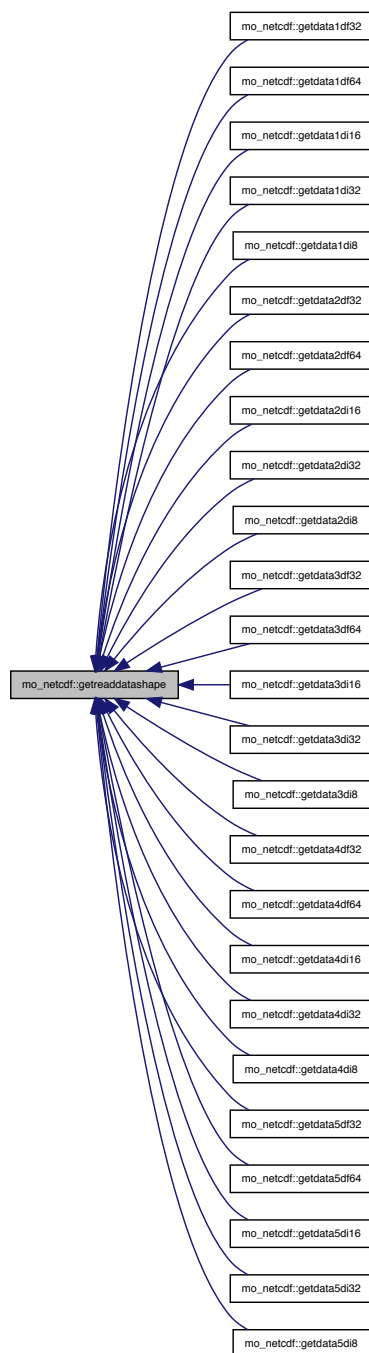 mo_netcdf::getdata1df32
mo_netcdf::getdata1df64
mo_netcdf::getdata1di16
mo_netcdf::getdata1di32
mo_netcdf::getdata1di8
mo_netcdf::getdata2df32
mo_netcdf::getdata2df64
mo_netcdf::getdata2di16
mo_netcdf::getdata2di32
mo_netcdf::getdata2di8
mo_netcdf::getdata3df32
mo_netcdf::getdata3df64
mo_netcdf::getreaddatashape
mo_netcdf::getdata3di16
mo_netcdf::getdata3di32
mo_netcdf::getdata3di8
mo_netcdf::getdata4df32
mo_netcdf::getdata4df64
mo_netcdf::getdata4di16
mo_netcdf::getdata4di32
mo_netcdf::getdata4di8
mo_netcdf::getdata5df32
mo_netcdf::getdata5df64
mo_netcdf::getdata5di16
mo_netcdf::getdata5di32
mo_netcdf::getdata5di8